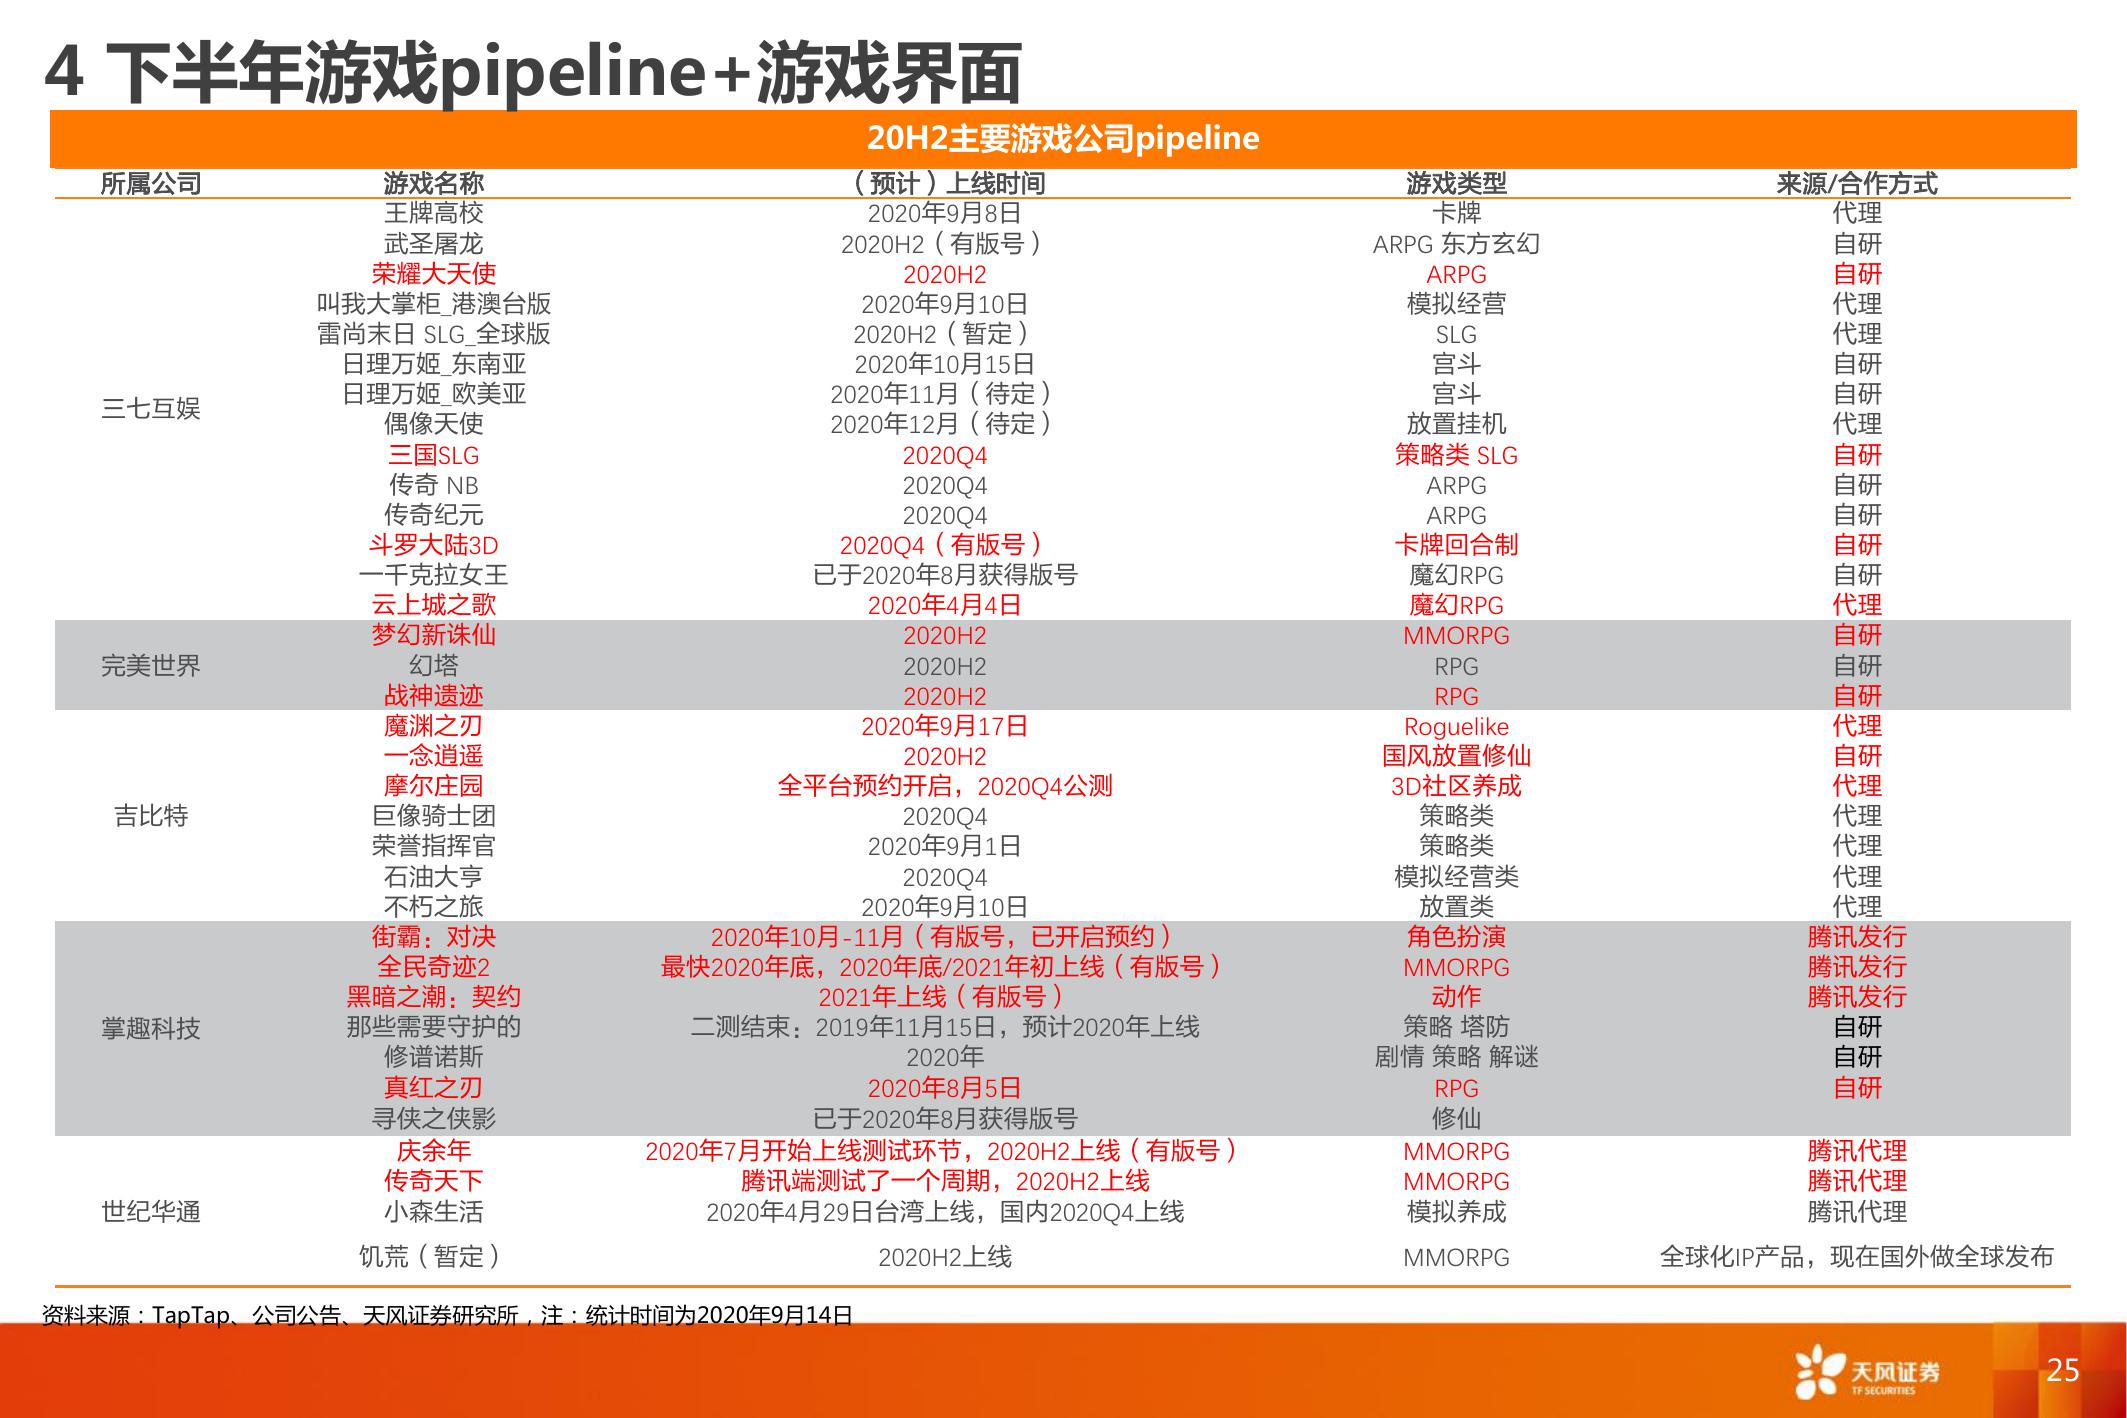 4 下半年游戏pipeline+游戏界面
20H2主要游戏公司pipeline
所属公司 游戏名称 （预计）上线时间 游戏类型 来源/合作方式
王牌高校 2020年9月8日 卡牌 代理
武圣屠龙 2020H2（有版号） ARPG 东方玄幻 自研
荣耀大天使 2020H2 ARPG 自研
叫我大掌柜_港澳台版 2020年9月10日 模拟经营 代理
雷尚末日 SLG_全球版 2020H2（暂定） SLG 代理
日理万姬_东南亚 2020年10月15日 宫斗 自研
日理万姬_欧美亚 2020年11月（待定） 宫斗 自研
三七互娱
偶像天使 2020年12月（待定） 放置挂机 代理
三国SLG 2020Q4 策略类 SLG 自研
传奇 NB 2020Q4 ARPG 自研
传奇纪元 2020Q4 ARPG 自研
斗罗大陆3D 2020Q4（有版号） 卡牌回合制 自研
一千克拉女王 已于2020年8月获得版号 魔幻RPG 自研
云上城之歌 2020年4月4日 魔幻RPG 代理
梦幻新诛仙 2020H2 MMORPG 自研
完美世界 幻塔 2020H2 RPG 自研
战神遗迹 2020H2 RPG 自研
魔渊之刃 2020年9月17日 Roguelike 代理
一念逍遥 2020H2 国风放置修仙 自研
摩尔庄园 全平台预约开启，2020Q4公测 3D社区养成 代理
吉比特 巨像骑士团 2020Q4 策略类 代理
荣誉指挥官 2020年9月1日 策略类 代理
石油大亨 2020Q4 模拟经营类 代理
不朽之旅 2020年9月10日 放置类 代理
街霸：对决 2020年10月-11月（有版号，已开启预约） 角色扮演 腾讯发行
全民奇迹2 最快2020年底，2020年底/2021年初上线（有版号） MMORPG 腾讯发行
黑暗之潮：契约 2021年上线（有版号） 动作 腾讯发行
掌趣科技 那些需要守护的 二测结束：2019年11月15日，预计2020年上线 策略 塔防 自研
修谱诺斯 2020年 剧情 策略 解谜 自研
真红之刃 2020年8月5日 RPG 自研
寻侠之侠影 已于2020年8月获得版号 修仙
庆余年 2020年7月开始上线测试环节，2020H2上线（有版号） MMORPG 腾讯代理
传奇天下 腾讯端测试了一个周期，2020H2上线 MMORPG 腾讯代理
世纪华通 小森生活 2020年4月29日台湾上线，国内2020Q4上线 模拟养成 腾讯代理
饥荒（暂定） 2020H2上线 MMORPG 全球化IP产品，现在国外做全球发布
资料来源：TapTap、公司公告、天风证券研究所，注：统计时间为2020年9月14日
天风证券
TF SECURITIES
25